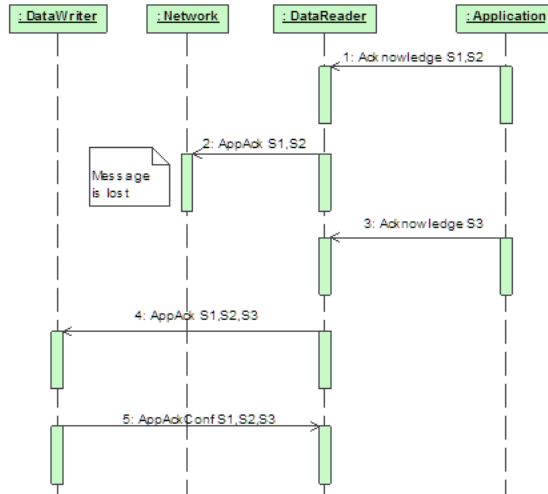 : DataWriter
: Network
: DataReader
: Application
1: Acknowledge S1,S2
2: AppAck S1,S2
Message
is lost
3: Acknowledge S3
4: AppAck S1,S2,S3
5: AppAckConf S1,S2,S3